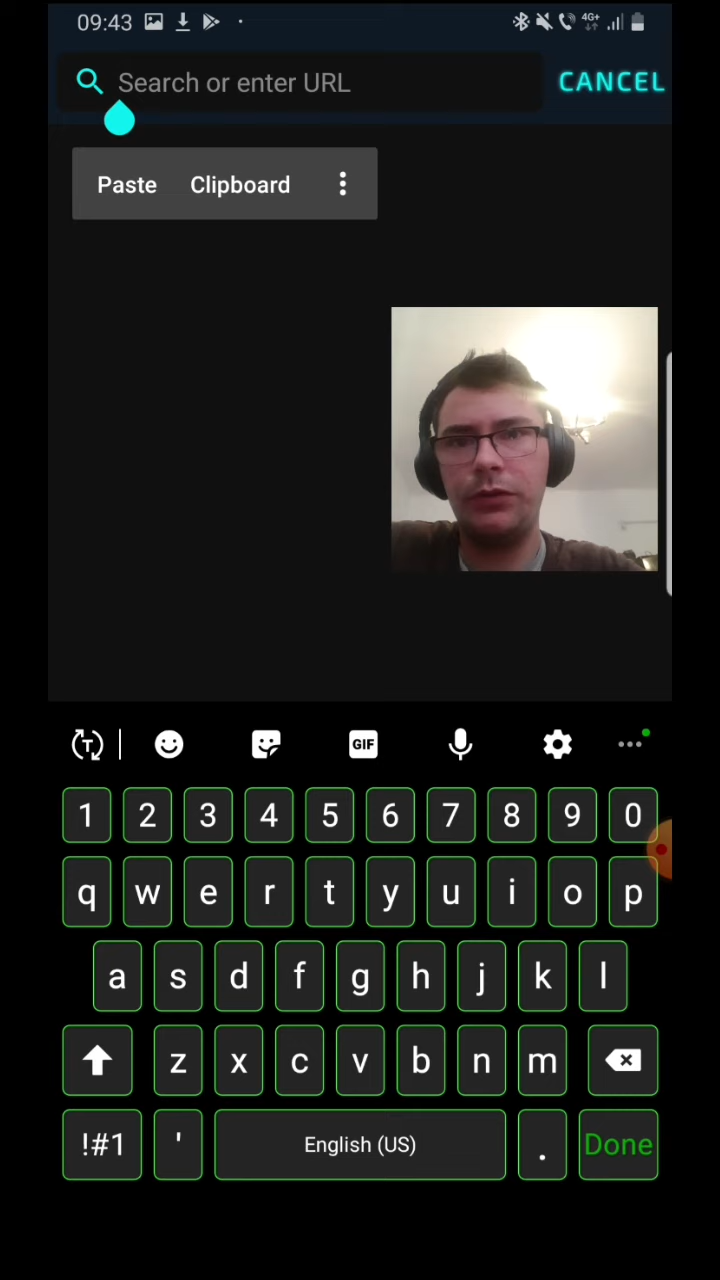 09:43 4G+
Search or enter URL CANCEL
Paste Clipboard
T GIF
1 2 3 4 5 6 7 8 9 0
q w e r t y u i o p
a s d f g h j k l
z x c v b n m
!#1 ' English (US) . Done